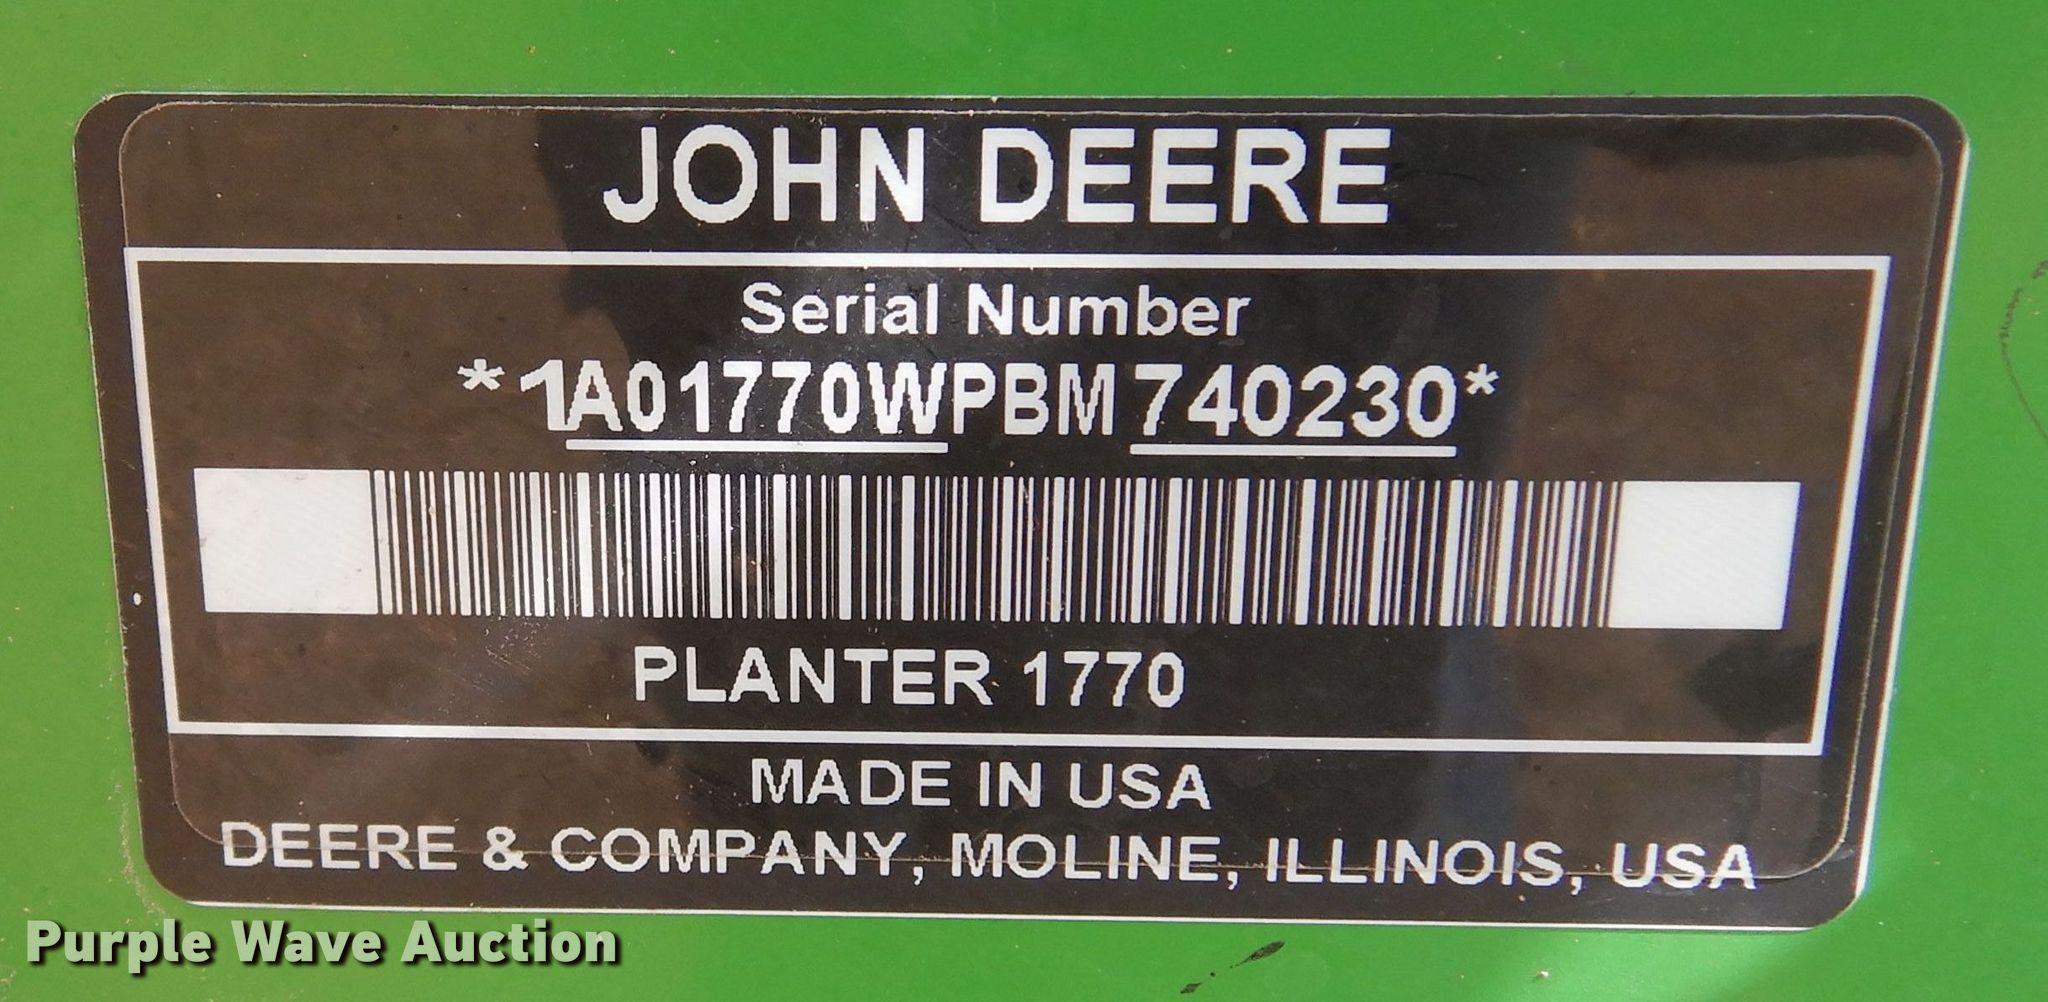 JOHN DEERE
Serial Number
*1A01770WPBM740230*
PLANTER 1770
MADE IN USA
DEERE & COMPANY, MOLINE, ILLINOIS, USA
Purple Wave Auction